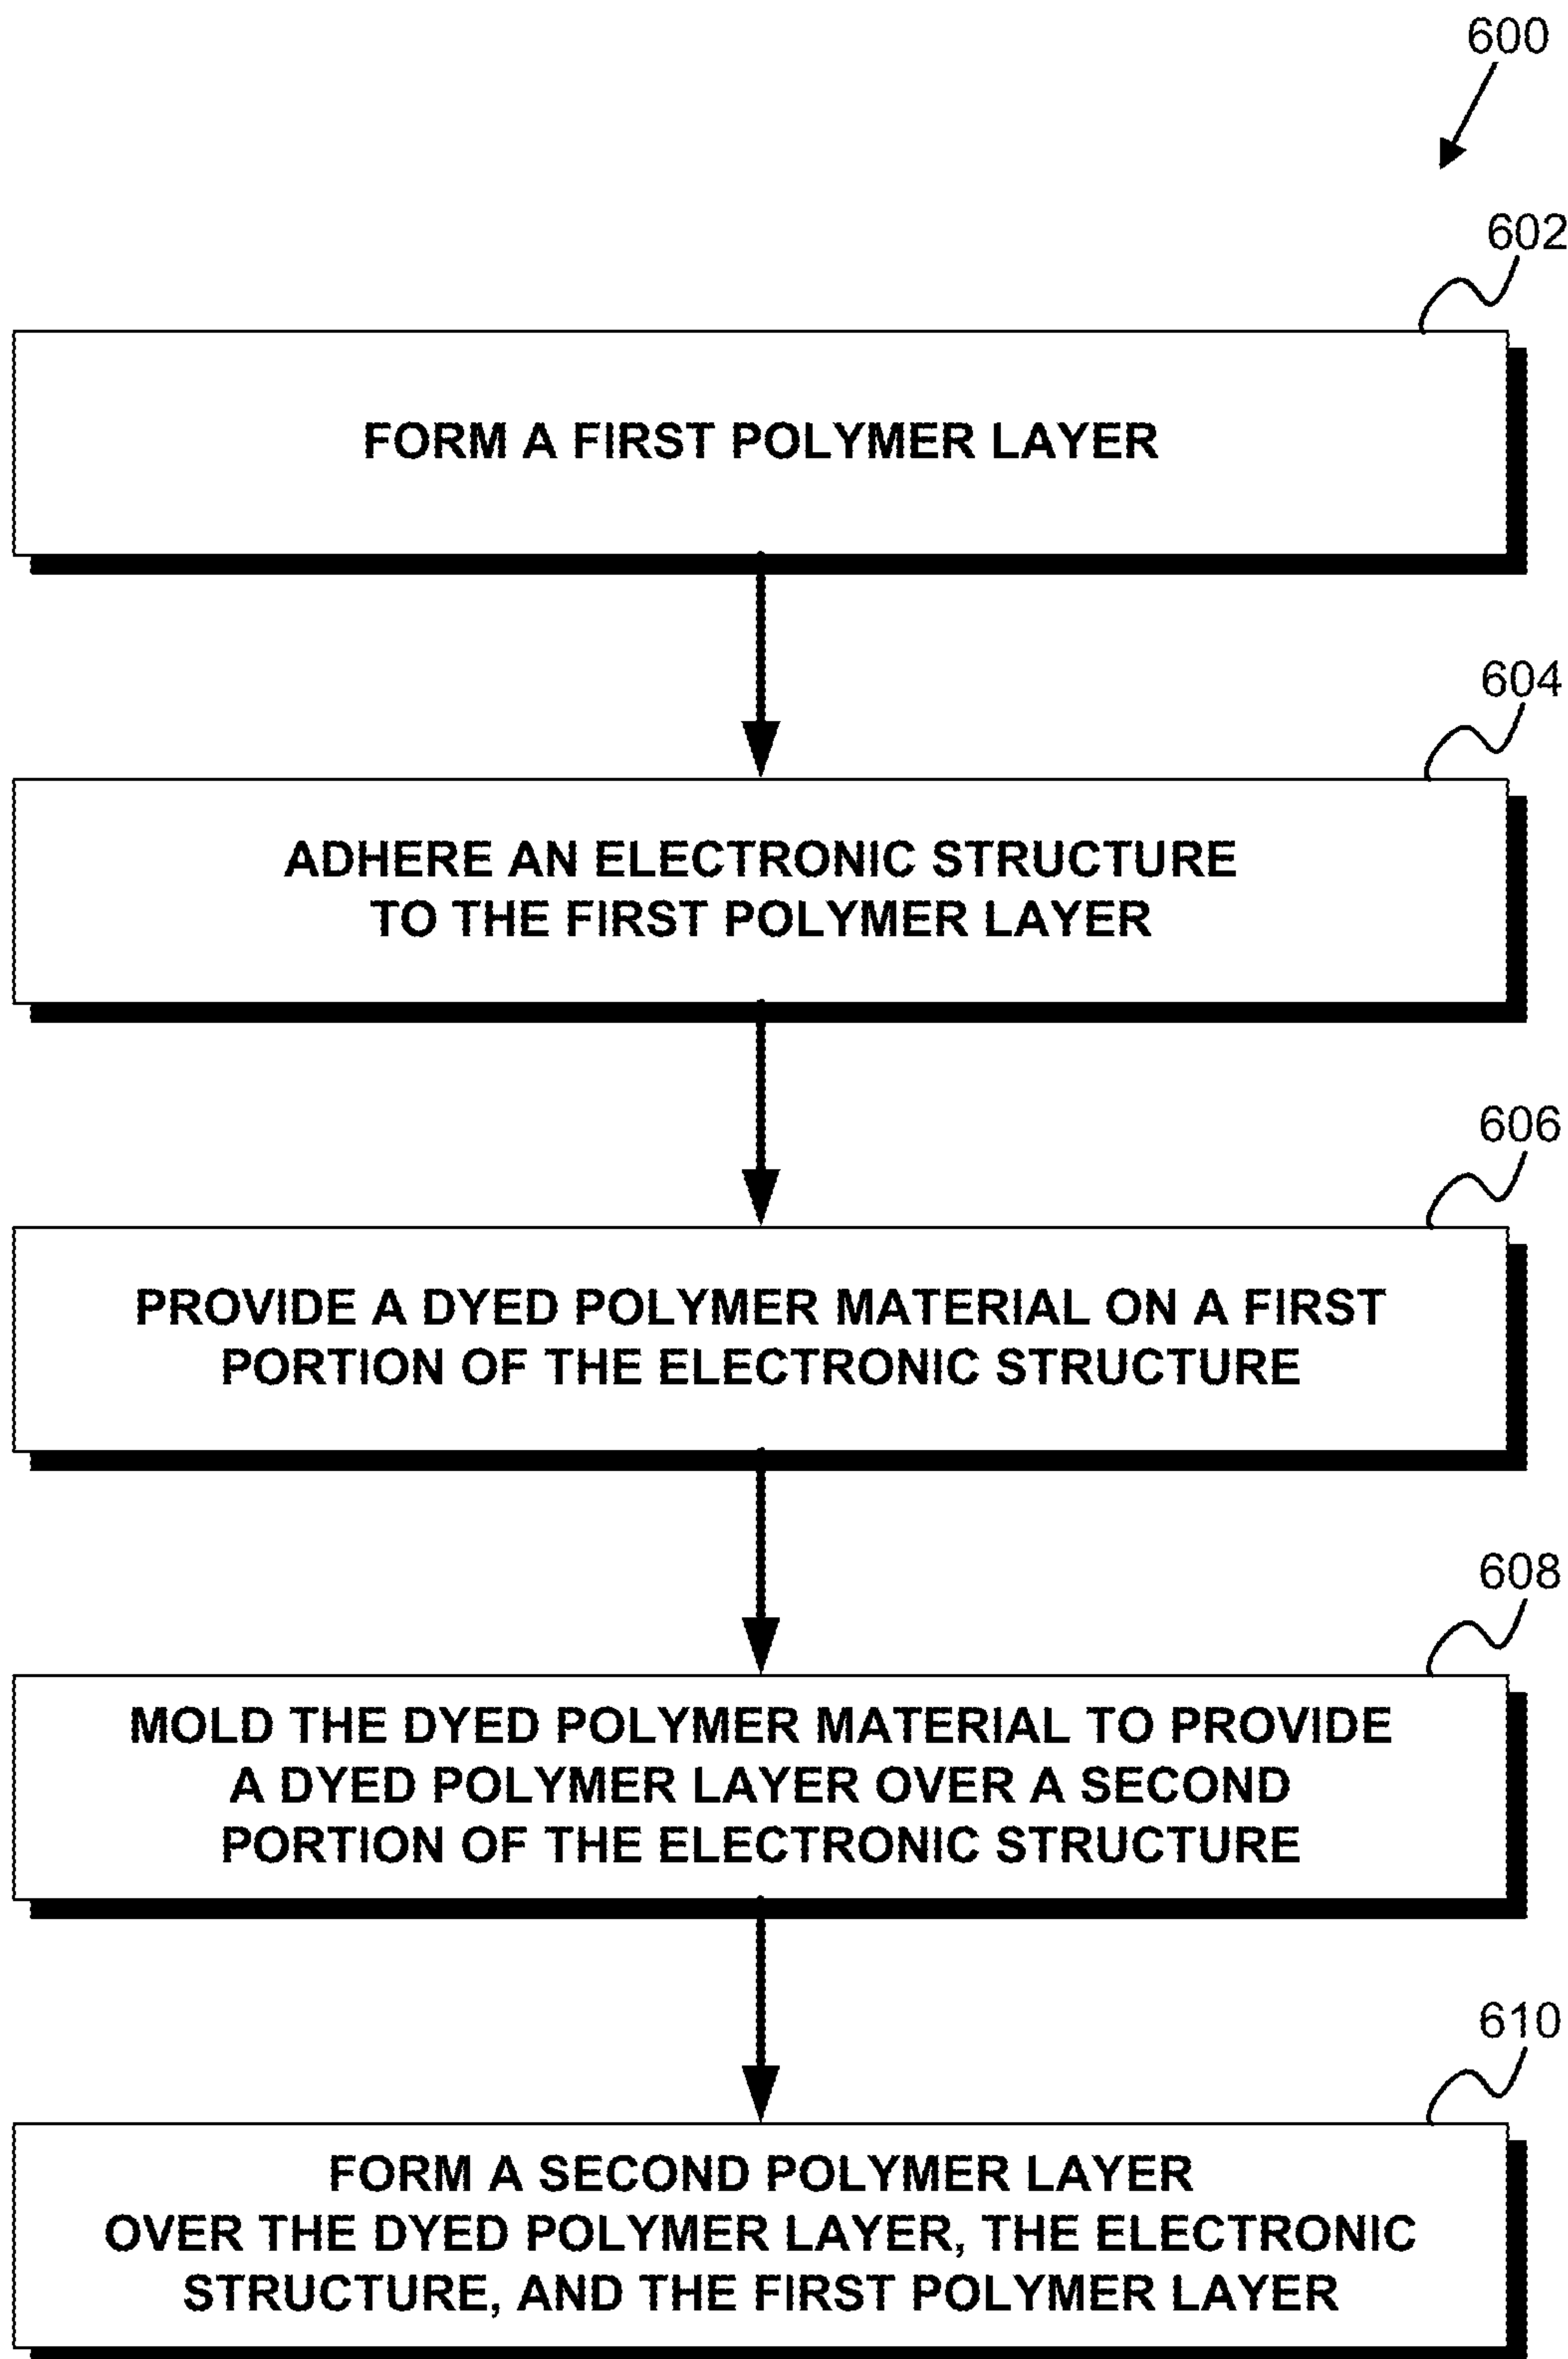 600
602
FORM A FIRST POLYMER LAYER
604
ADHERE AN ELECTRONIC STRUCTURE
TO THE FIRST POLYMER LAYER
606
PROVIDE A DYED POLYMER MATERIAL ON A FIRST
PORTION OF THE ELECTRONIC STRUCTURE
608
MOLD THE DYED POLYMER MATERIAL TO PROVIDE
A DYED POLYMER LAYER OVER A SECOND
PORTION OF THE ELECTRONIC STRUCTURE
610
FORM A SECOND POLYMER LAYER
OVER THE DYED POLYMER LAYER, THE ELECTRONIC
STRUCTURE, AND THE FIRST POLYMER LAYER